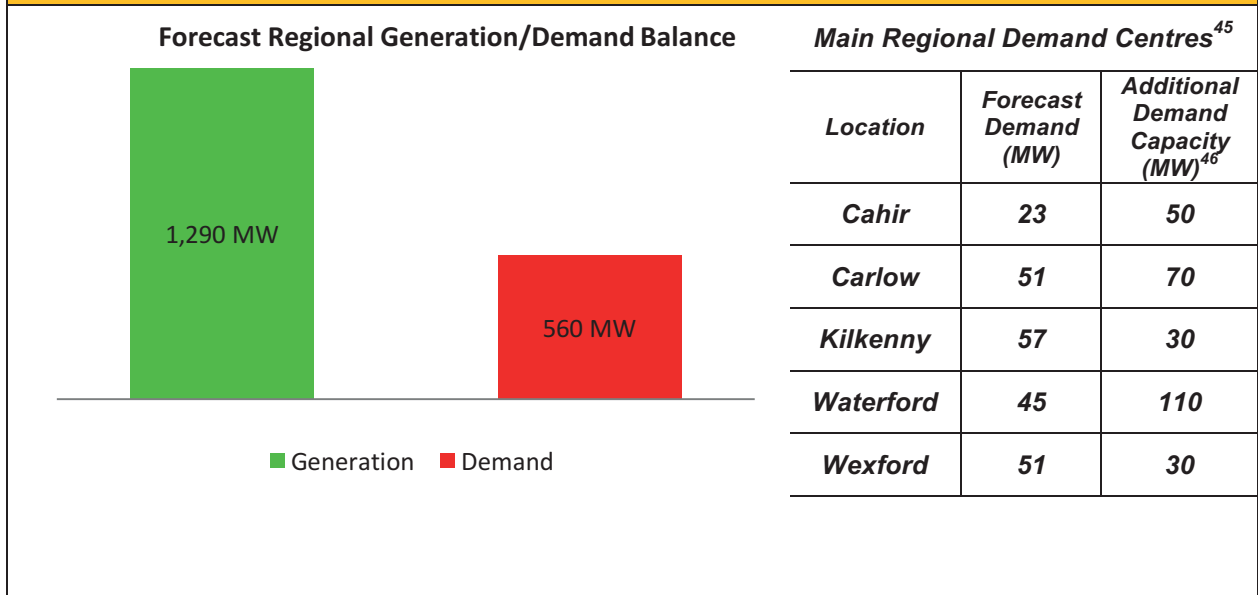 Forecast Regional Generation/Demand Balance
1,290 MW
560 MW
Generation Demand
Main Regional Demand Centres45
Location Forecast Demand (MW) Additional Demand Capacity (MW)46
Cahir 23 50
Carlow 51 70
Kilkenny 57 30
Waterford 45 110
Wexford 51 30